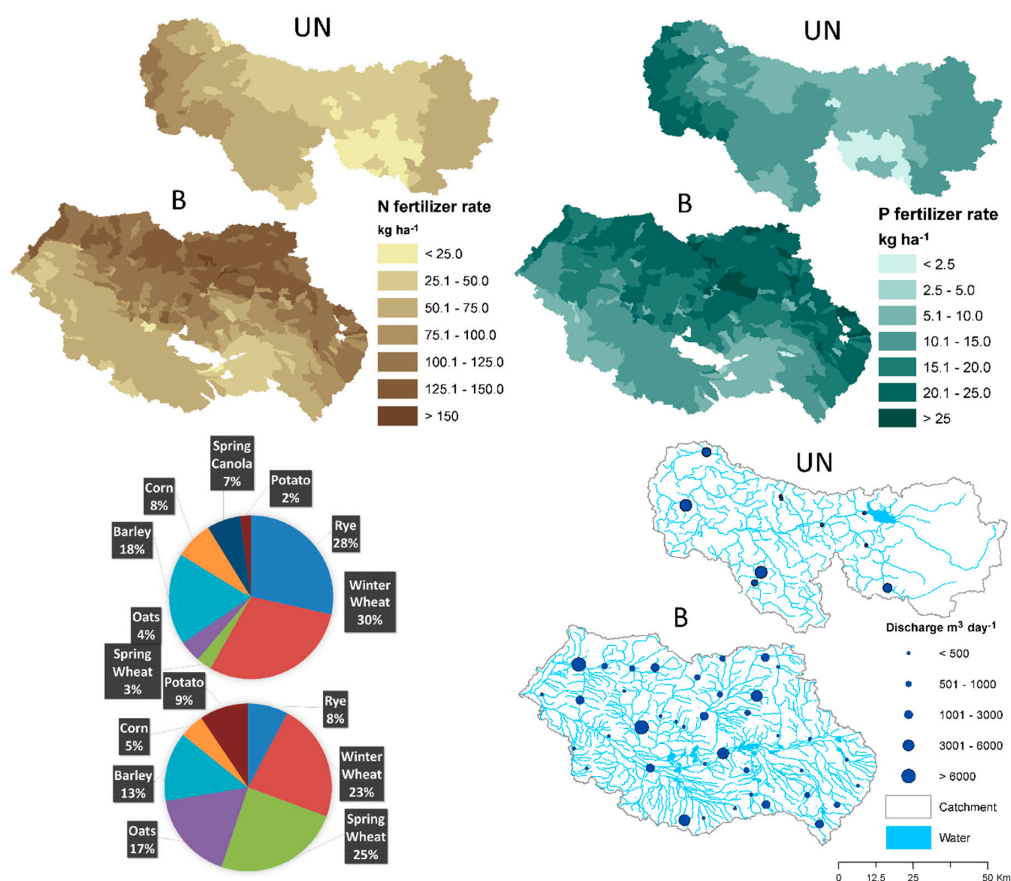 UN
B
N fertilizer rate
kg ha⁻¹
< 25.0
25.1 - 50.0
50.1 - 75.0
75.1 - 100.0
100.1 - 125.0
125.1 - 150.0
> 150
UN
B
P fertilizer rate
kg ha⁻¹
< 2.5
2.5 - 5.0
5.1 - 10.0
10.1 - 15.0
15.1 - 20.0
20.1 - 25.0
> 25
Spring
Canola
7%
Potato
2%
Corn
8%
Rye
28%
Barley
18%
Winter
Wheat
30%
Oats
4%
Spring
Wheat
3%
Potato
9%
Rye
8%
Corn
5%
Winter
Wheat
23%
Barley
13%
Oats
17%
Spring
Wheat
25%
UN
B
Discharge m³ day⁻¹
< 500
501 - 1000
1001 - 3000
3001 - 6000
> 6000
Catchment
Water
0 12.5 25 50 Km